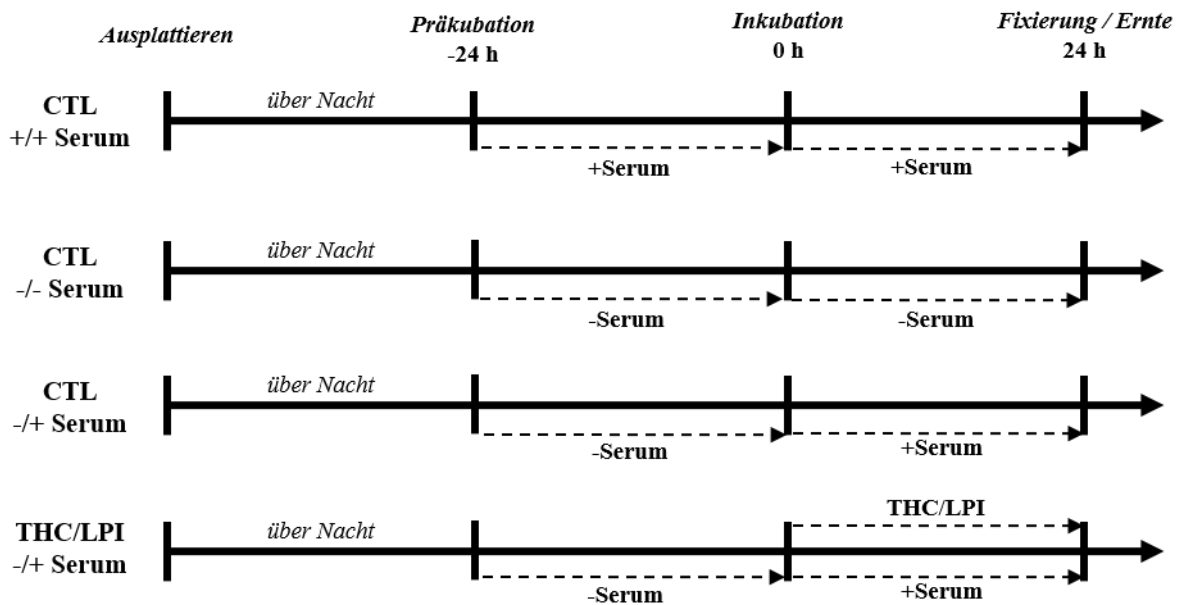 Ausplattieren
Präkubation
-24 h
Inkubation
0 h
Fixierung / Ernte
24 h
CTL
+/+ Serum
über Nacht
+Serum
+Serum
CTL
-/- Serum
über Nacht
-Serum
-Serum
CTL
-/+ Serum
über Nacht
-Serum
+Serum
THC/LPI
-/+ Serum
über Nacht
THC/LPI
-Serum
+Serum